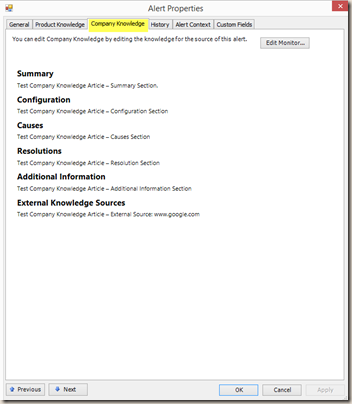 Alert Properties
General Product Knowledge Company Knowledge History Alert Context Custom Fields
You can edit Company Knowledge by editing the knowledge for the source of this alert.
Edit Monitor...
Summary
Test Company Knowledge Article – Summary Section.
Configuration
Test Company Knowledge Article – Configuration Section
Causes
Test Company Knowledge Article – Causes Section
Resolutions
Test Company Knowledge Article – Resolution Section
Additional Information
Test Company Knowledge Article – Additional Information Section
External Knowledge Sources
Test Company Knowledge Article – External Source: www.google.com
Previous Next OK Cancel Apply